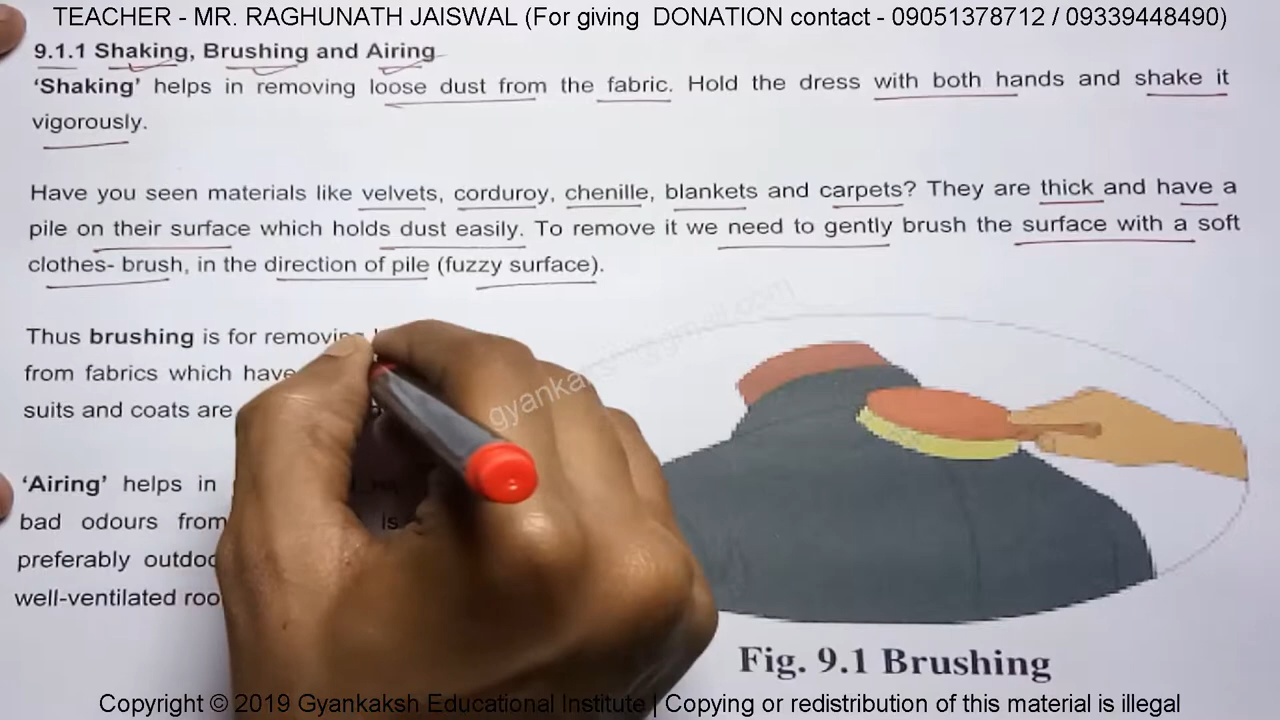 TEACHER - MR. RAGHUNATH JAISWAL (For giving DONATION contact - 09051378712 / 09339448490)
9.1.1 Shaking, Brushing and Airing
‘Shaking’ helps in removing loose dust from the fabric. Hold the dress with both hands and shake it
vigorously.
Have you seen materials like velvets, corduroy, chenille, blankets and carpets? They are thick and have a
pile on their surface which holds dust easily. To remove it we need to gently brush the surface with a soft
clothes- brush, in the direction of pile (fuzzy surface).
Thus brushing is for removing
from fabrics which have
suits and coats are
‘Airing’ helps in
bad odours from is
preferably
well-ventilated
Fig. 9.1 Brushing
Copyright © 2019 Gyankaksh Educational Institute | Copying or redistribution of this material is illegal